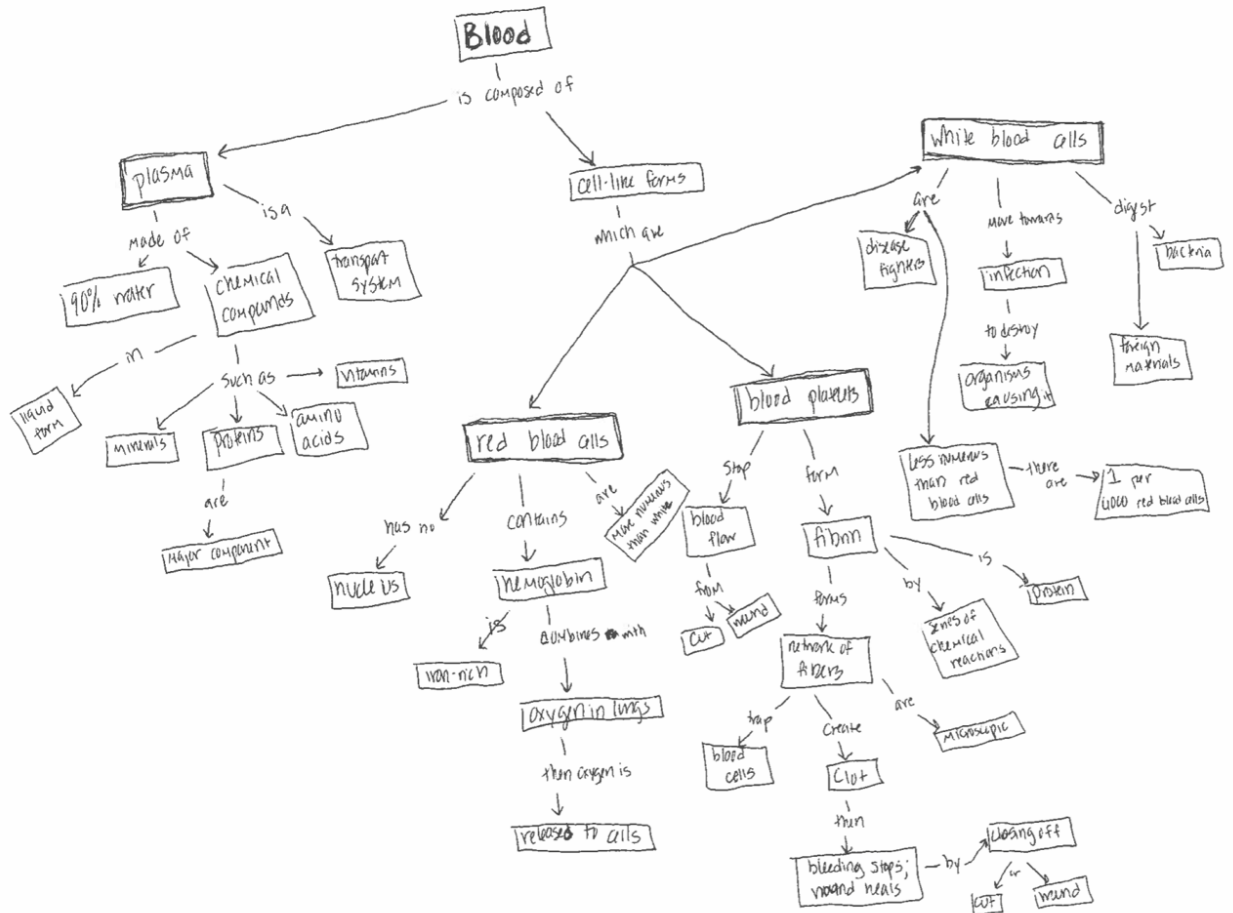 Blood
is composed of
plasma
is a
made of
90% water
chemical
compounds
transport
system
in
liquid
form
such as
vitamins
minerals
proteins
amino
acids
are
major component
cell-like forms
which are
white blood cells
are
disease
fighters
move towards
infection
to destroy
organisms
causing it
digest
bacteria
foreign
materials
less numerous
than red
blood cells
there
are
1 per
4000 red blood cells
red blood cells
has no
nucleus
contains
hemoglobin
are
more numerous
than white
is
iron-rich
combines with
oxygen in lungs
then oxygen is
released to cells
blood platelets
stop
blood
flow
from
cut
wound
form
fibrin
is
protein
by
series of
chemical
reactions
forms
network of
fibers
trap
blood
cells
create
clot
are
microscopic
then
bleeding stops;
wound heals
by
closing off
or
cut
wound